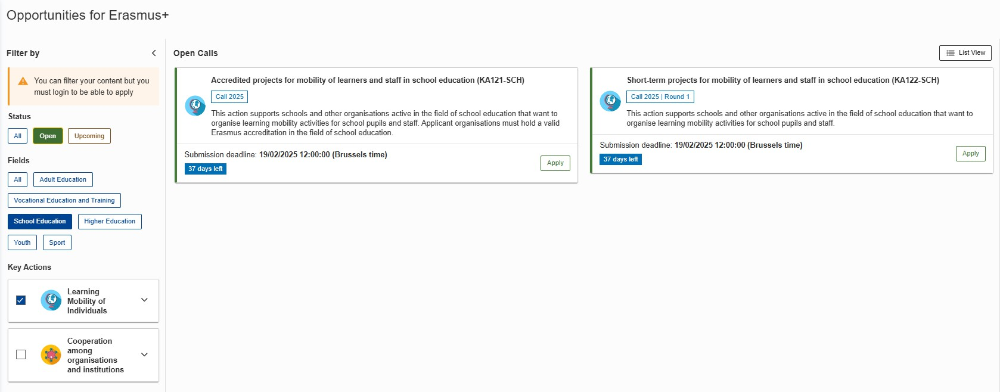 Opportunities for Erasmus+
Filter by
You can filter your content but you
must login to be able to apply
Status
All
Open
Upcoming
Fields
All
Adult Education
Vocational Education and Training
School Education
Higher Education
Youth
Sport
Key Actions
Learning
Mobility of
Individuals
Cooperation
among
organisations
and institutions
Open Calls
List View
Accredited projects for mobility of learners and staff in school education (KA121-SCH)
Call 2025
This action supports schools and other organisations active in the field of school education that want to
organise learning mobility activities for school pupils and staff. Applicant organisations must hold a valid
Erasmus accreditation in the field of school education.
Submission deadline: 19/02/2025 12:00:00 (Brussels time)
37 days left
Apply
Short-term projects for mobility of learners and staff in school education (KA122-SCH)
Call 2025 | Round 1
This action supports schools and other organisations active in the field of school education that want to
organise learning mobility activities for school pupils and staff.
Submission deadline: 19/02/2025 12:00:00 (Brussels time)
37 days left
Apply